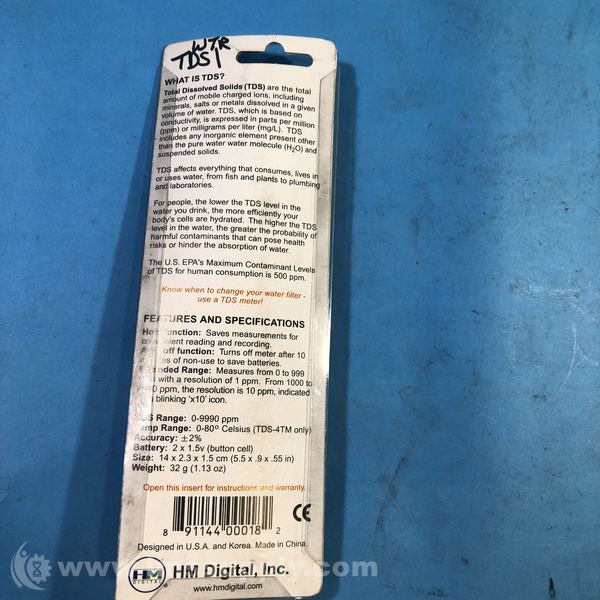 WTR
TDS1
WHAT IS TDS?
Total Dissolved Solids (TDS) are the total
amount of mobile charged ions, including
minerals, salts or metals dissolved in a given
volume of water. TDS, which is based on
conductivity, is expressed in parts per million
(ppm) or milligrams per liter (mg/L). TDS
includes any inorganic element present other
than the pure water water molecule (H₂O) and
suspended solids.
TDS affects everything that consumes, lives in
or uses water, from fish and plants to plumbing
and laboratories.
For people, the lower the TDS level in the
water you drink, the more efficiently your
body's cells are hydrated. The higher the TDS
level in the water, the greater the probability of
harmful contaminants that can pose health
risks or hinder the absorption of water.
The U.S. EPA's Maximum Contaminant Levels
of TDS for human consumption is 500 ppm.
Know when to change your water filter -
use a TDS meter!
FEATURES AND SPECIFICATIONS
Function: Saves measurements for
reading and recording.
off function: Turns off meter after 10
of non-use to save batteries.
Range: Measures from 0 to 999
with a resolution of 1 ppm. From 1000 to
ppm, the resolution is 10 ppm, indicated
blinking 'x10' icon.
Range: 0-9990 ppm
Temp Range: 0-80° Celsius (TDS-4TM only)
Accuracy: ±2%
Battery: 2 x 1.5v (button cell)
Size: 14 x 2.3 x 1.5 cm (5.5 x .9 x .55 in)
Weight: 32 g (1.13 oz)
Open this insert for instructions and warranty.
8 91144 00018 2
CE
Designed in U.S.A. and Korea. Made in China.
HM DIGITAL
HM Digital, Inc.
www.hmdigital.com